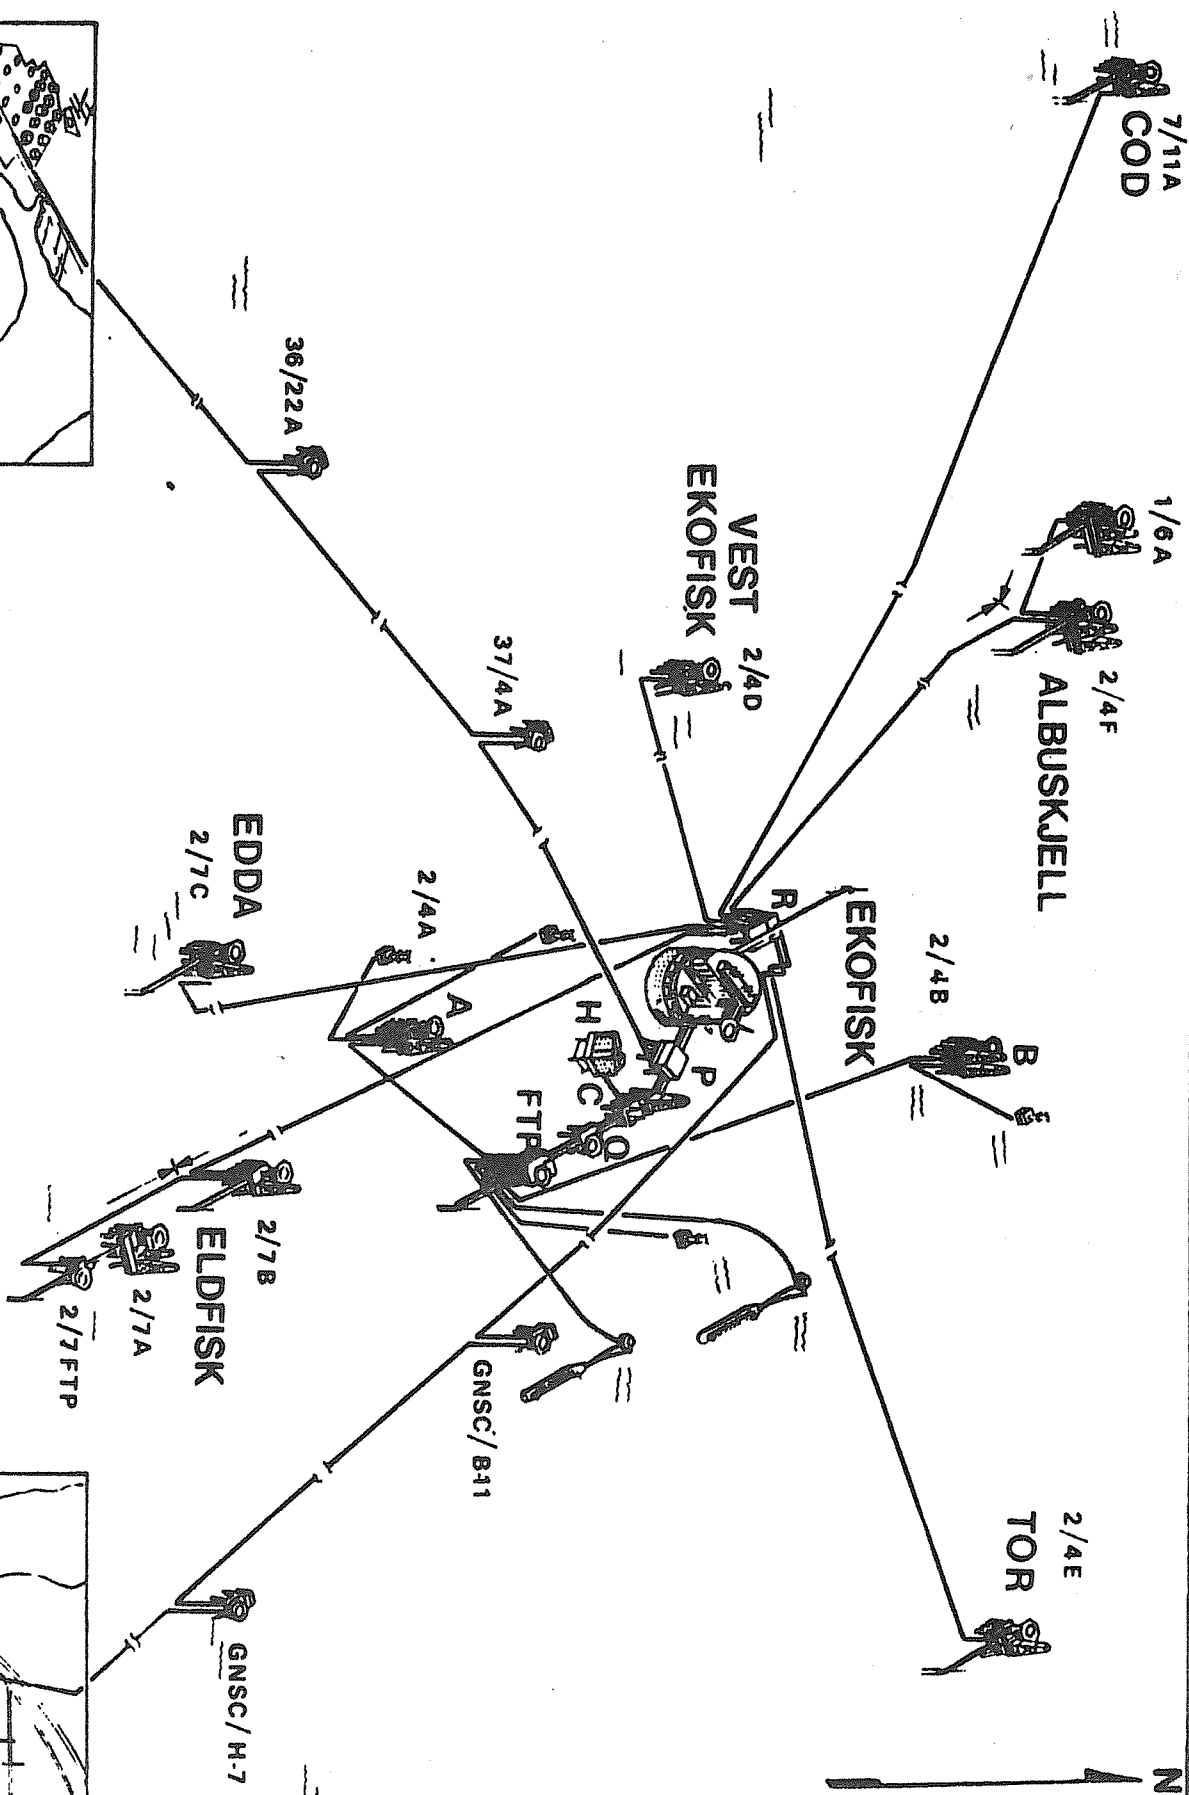 N
7/11A
COD
1/6A
2/4F
ALBUSKJELL
2/4E
TOR
2/4B
B
EKOFISK
R
VEST
EKOFISK
2/4D
P
H
C
Q
FTP
37/4A
36/22A
2/4A
A
GNSC/B-11
EDDA
2/7C
2/7B
ELDFISK
2/7A
2/7FTP
GNSC/H-7